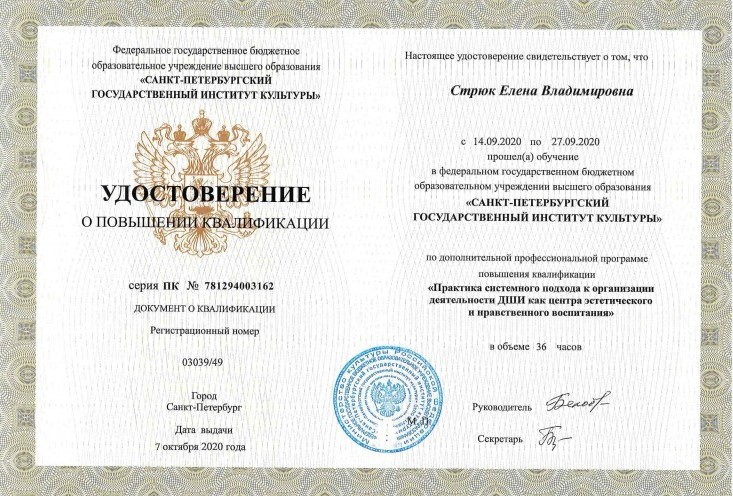 Федеральное государственное бюджетное
образовательное учреждение высшего образования
«САНКТ-ПЕТЕРБУРГСКИЙ
ГОСУДАРСТВЕННЫЙ ИНСТИТУТ КУЛЬТУРЫ»
УДОСТОВЕРЕНИЕ
О ПОВЫШЕНИИ КВАЛИФИКАЦИИ
серия ПК № 781294003162
ДОКУМЕНТ О КВАЛИФИКАЦИИ
Регистрационный номер
03039/49
Город
Санкт-Петербург
Дата выдачи
7 октября 2020 года
Настоящее удостоверение свидетельствует о том, что
Стрюк Елена Владимировна
с 14.09.2020 по 27.09.2020
прошел(а) обучение
в федеральном государственном бюджетном
образовательном учреждении высшего образования
«САНКТ-ПЕТЕРБУРГСКИЙ
ГОСУДАРСТВЕННЫЙ ИНСТИТУТ КУЛЬТУРЫ»
по дополнительной профессиональной программе
повышения квалификации
«Практика системного подхода к организации
деятельности ДШИ как центра эстетического
и нравственного воспитания»
в объеме 36 часов
Министерство культуры Российской Федерации
М.П.
Руководитель
Секретарь